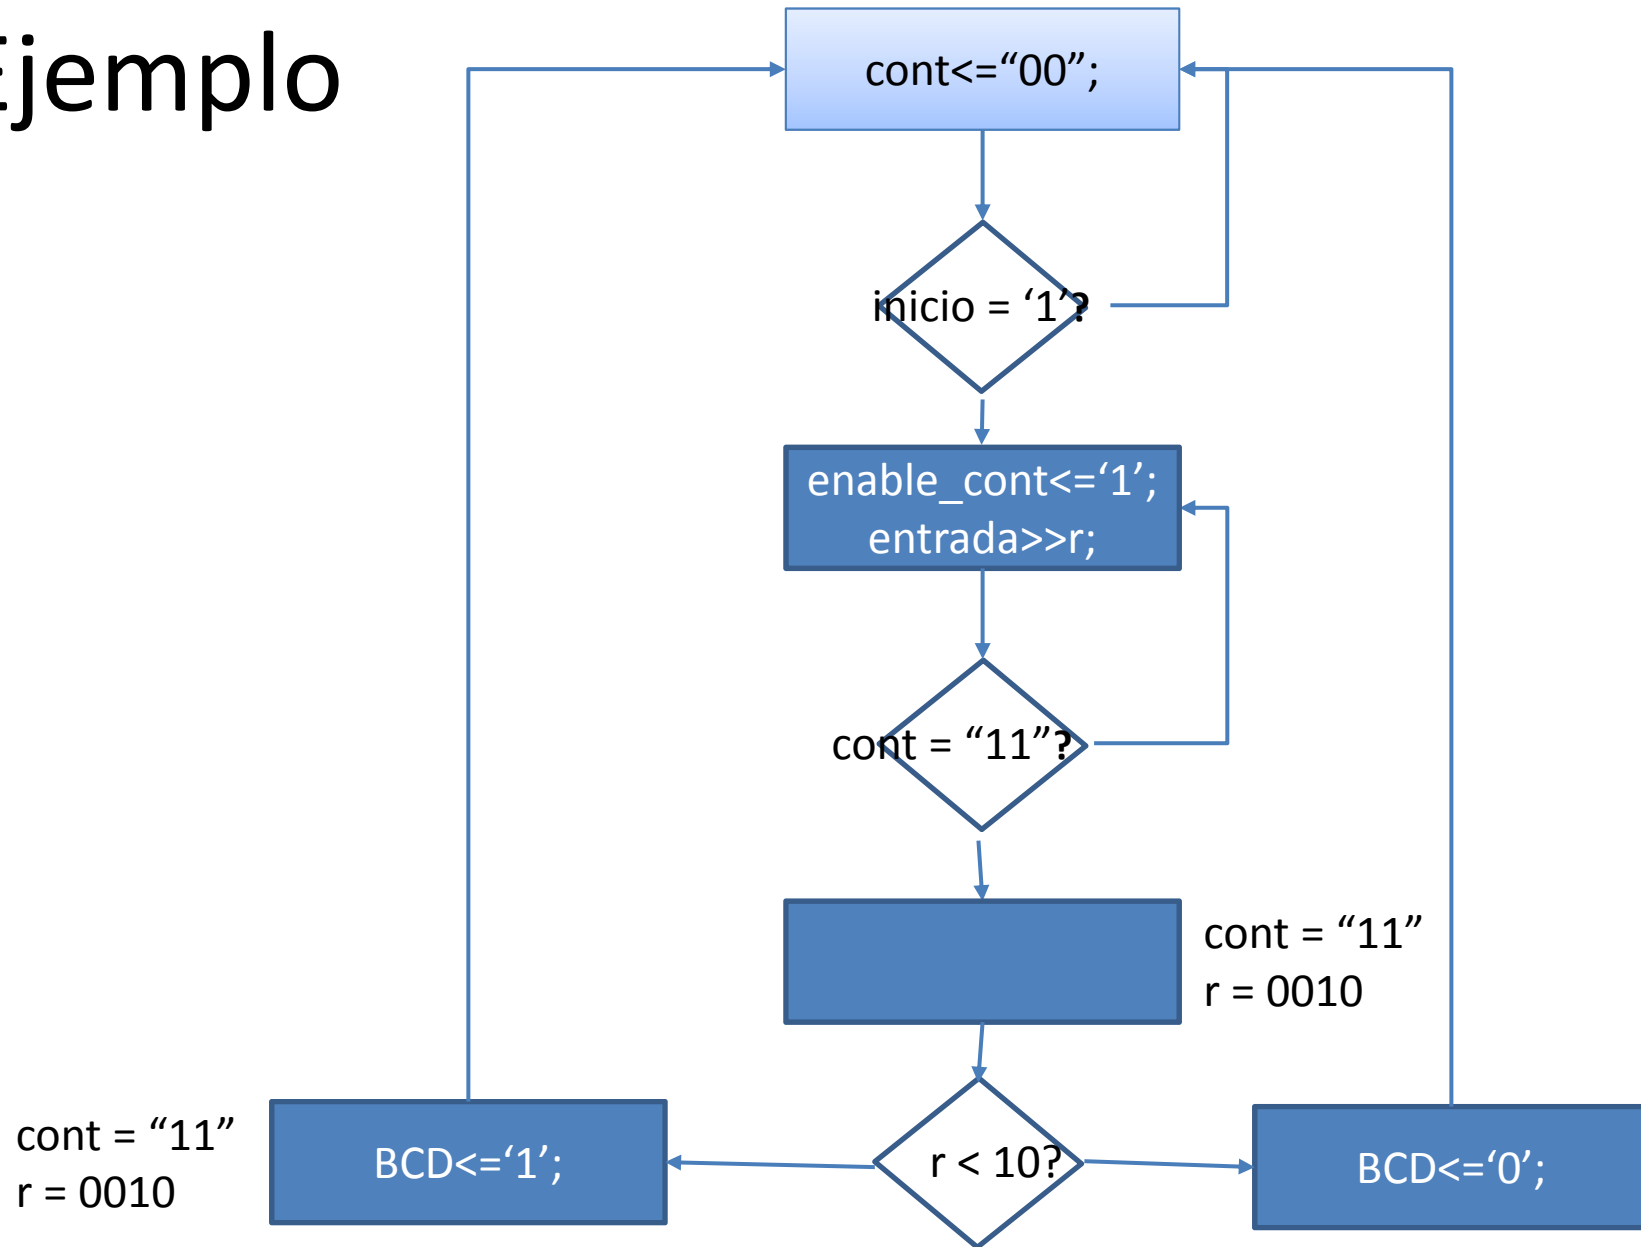 Ejemplo
cont<=“00”;
inicio = ‘1’?
enable_cont<=‘1’;
entrada>>r;
cont = “11”?
cont = “11”
r = 0010
cont = “11”
r = 0010
BCD<=‘1’;
r < 10?
BCD<=‘0’;